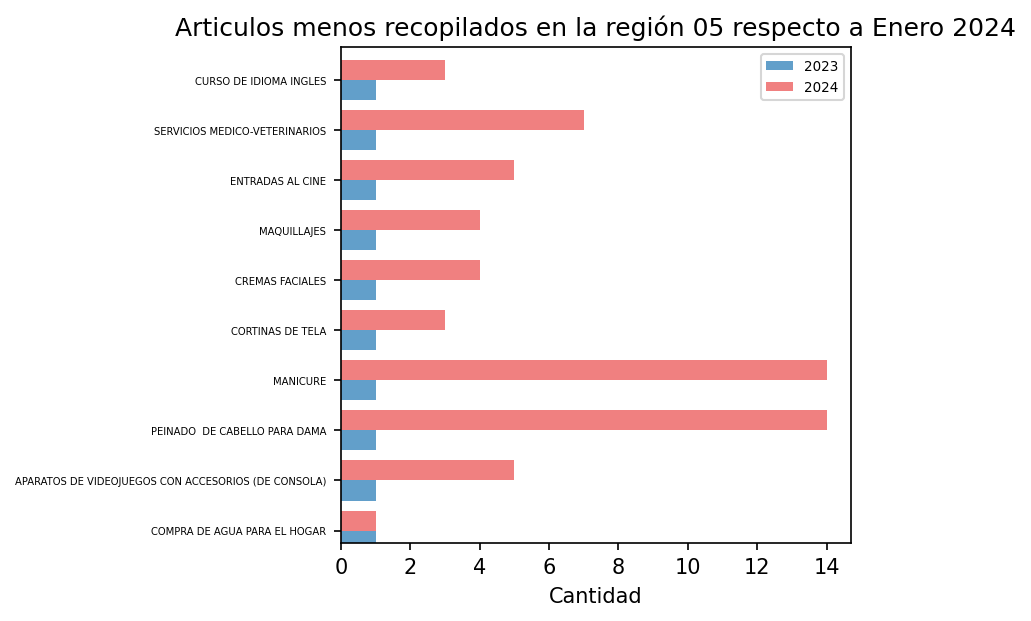 Articulos menos recopilados en la región 05 respecto a Enero 2024
2023
2024
CURSO DE IDIOMA INGLES
SERVICIOS MEDICO-VETERINARIOS
ENTRADAS AL CINE
MAQUILLAJES
CREMAS FACIALES
CORTINAS DE TELA
MANICURE
PEINADO  DE CABELLO PARA DAMA
APARATOS DE VIDEOJUEGOS CON ACCESORIOS (DE CONSOLA)
COMPRA DE AGUA PARA EL HOGAR
0 2 4 6 8 10 12 14
Cantidad